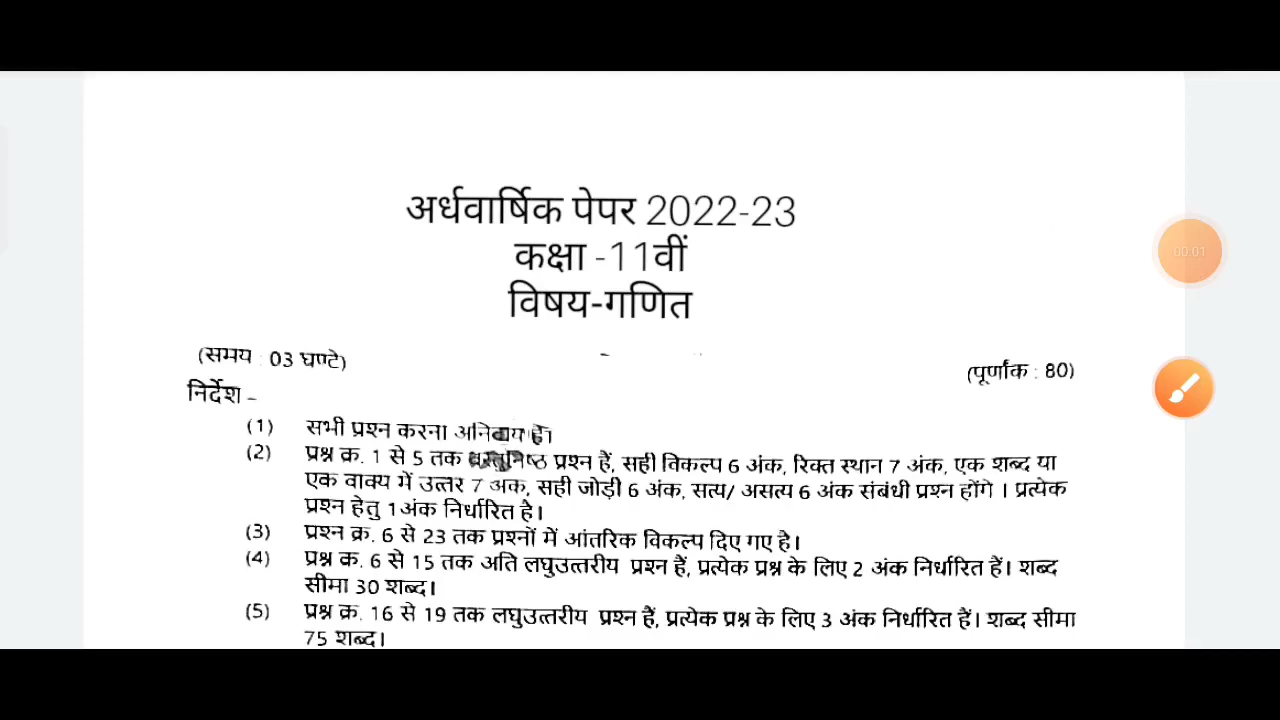 अर्धवार्षिक पेपर 2022-23
कक्षा -11वीं
विषय-गणित
(समय : 03 घण्टे)
(पूर्णांक : 80)
निर्देश -
(1) सभी प्रश्न करना अनिवार्य हैं।
(2) प्रश्न क्र. 1 से 5 तक वस्तुनिष्ठ प्रश्न हैं, सही विकल्प 6 अंक, रिक्त स्थान 7 अंक, एक शब्द या
एक वाक्य में उत्तर 7 अंक, सही जोड़ी 6 अंक, सत्य/ असत्य 6 अंक संबंधी प्रश्न होंगे । प्रत्येक
प्रश्न हेतु 1अंक निर्धारित है।
(3) प्रश्न क्र. 6 से 23 तक प्रश्नों में आंतरिक विकल्प दिए गए है।
(4) प्रश्न क्र. 6 से 15 तक अति लघुउत्तरीय प्रश्न हैं, प्रत्येक प्रश्न के लिए 2 अंक निर्धारित हैं। शब्द
सीमा 30 शब्द।
(5) प्रश्न क्र. 16 से 19 तक लघुउत्तरीय प्रश्न हैं, प्रत्येक प्रश्न के लिए 3 अंक निर्धारित हैं। शब्द सीमा
75 शब्द।
00:01